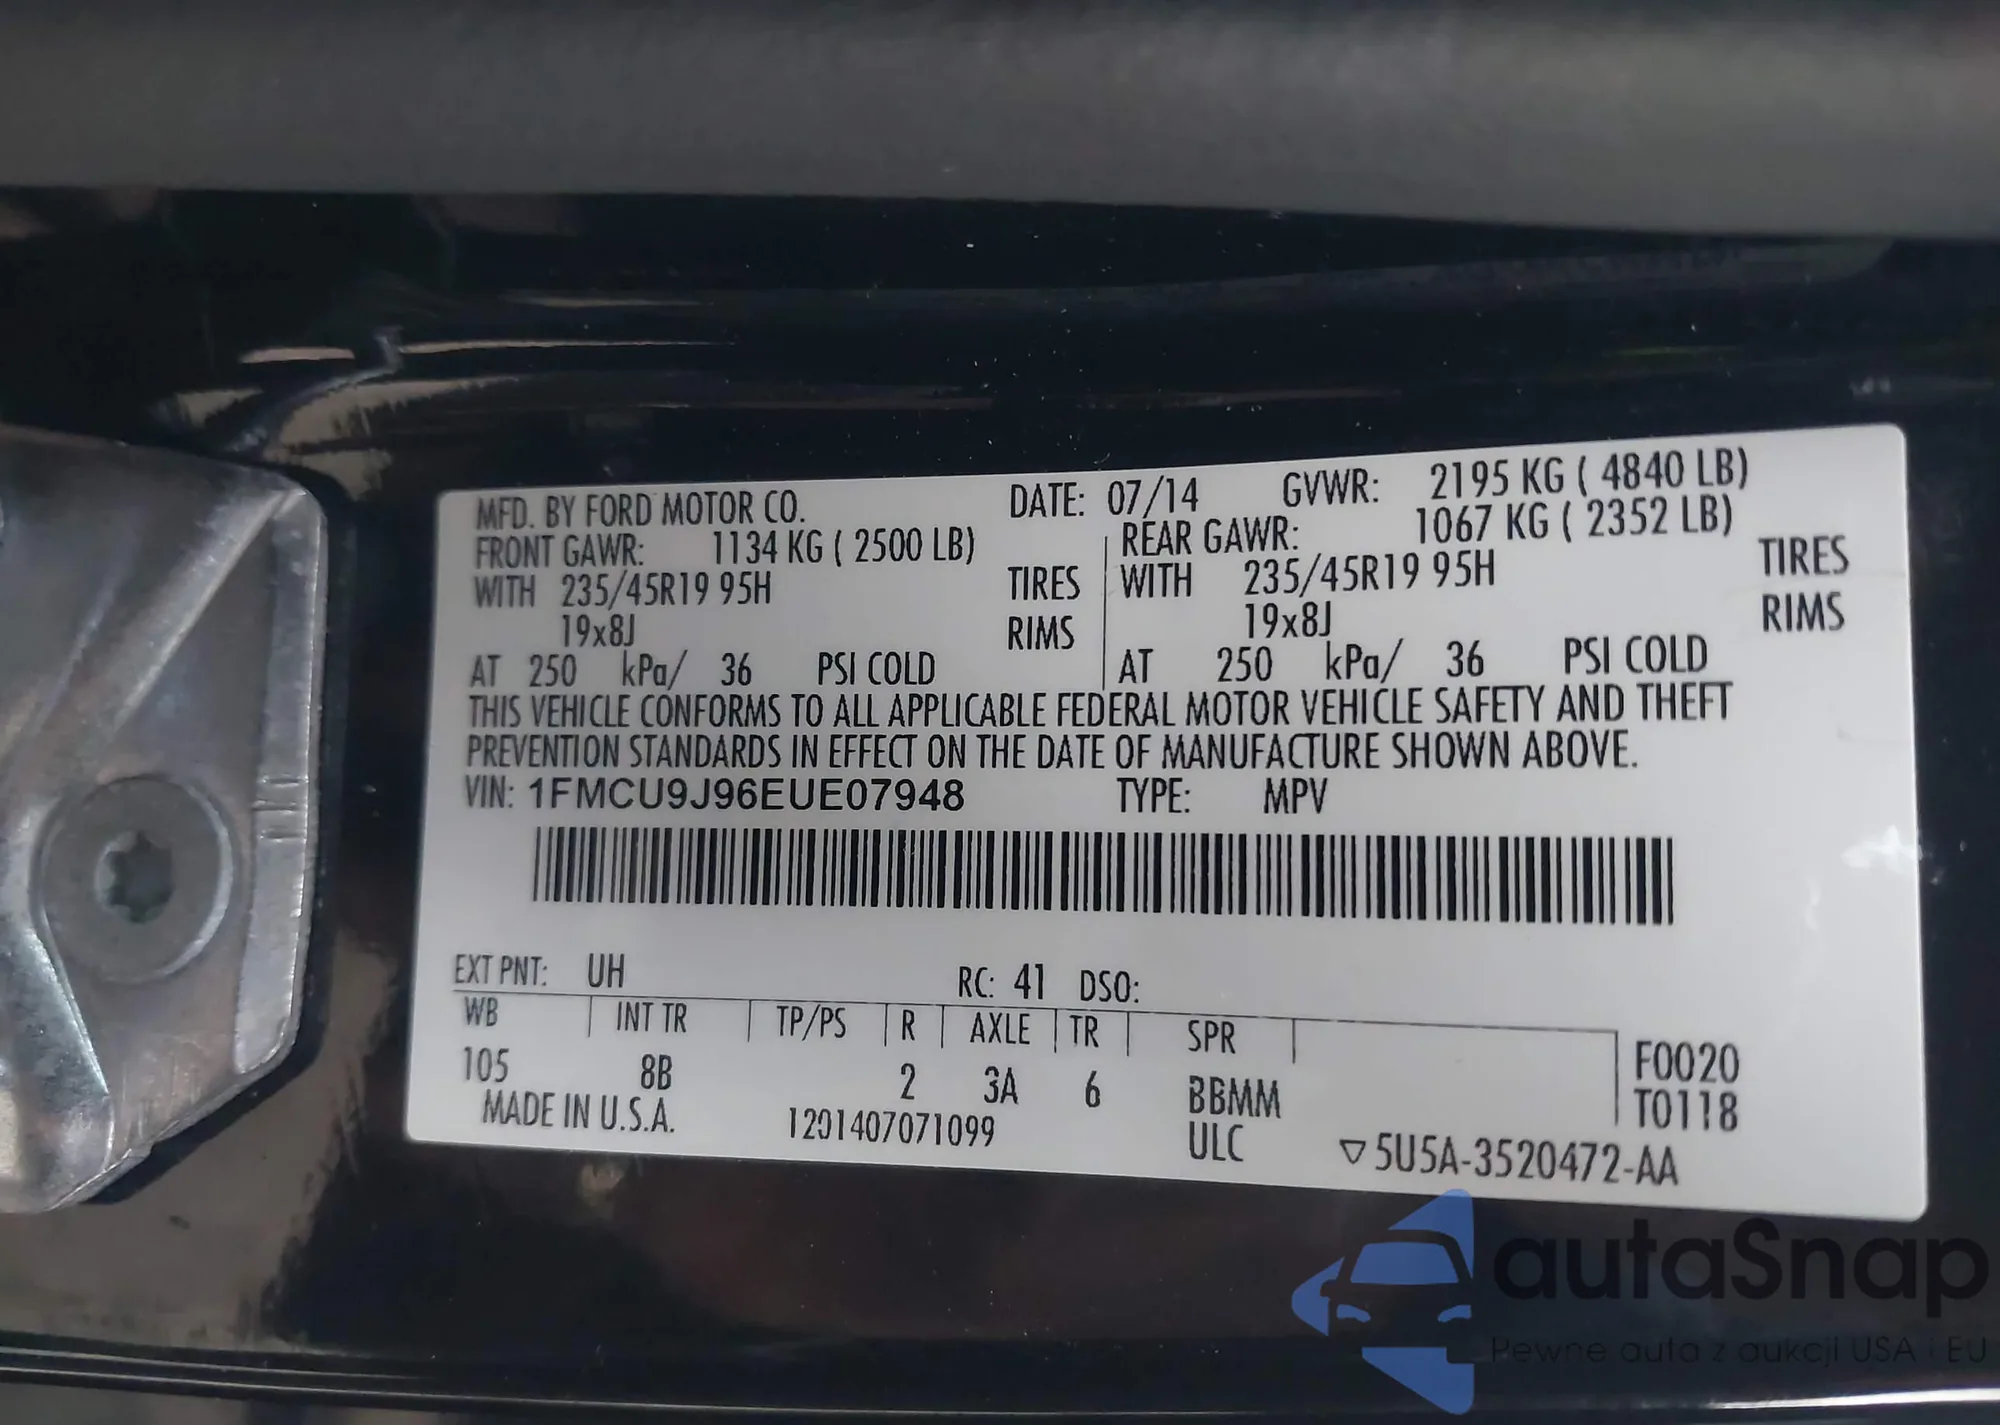 MFD. BY FORD MOTOR CO. DATE: 07/14 GVWR: 2195 KG ( 4840 LB)
FRONT GAWR: 1134 KG ( 2500 LB) REAR GAWR: 1067 KG ( 2352 LB)
WITH 235/45R19 95H TIRES WITH 235/45R19 95H TIRES
19x8J RIMS 19x8J RIMS
AT 250 kPa/ 36 PSI COLD AT 250 kPa/ 36 PSI COLD
THIS VEHICLE CONFORMS TO ALL APPLICABLE FEDERAL MOTOR VEHICLE SAFETY AND THEFT
PREVENTION STANDARDS IN EFFECT ON THE DATE OF MANUFACTURE SHOWN ABOVE.
VIN: 1FMCU9J96EUE07948 TYPE: MPV
EXT PNT: UH RC: 41 DSO:
WB INT TR TP/PS R AXLE TR SPR F0020
105 8B 2 3A 6 BBMM T0118
MADE IN U.S.A. 1201407071099 ULC ▽5U5A-3520472-AA
autaSnap
Pewne auta z aukcji USA i EU